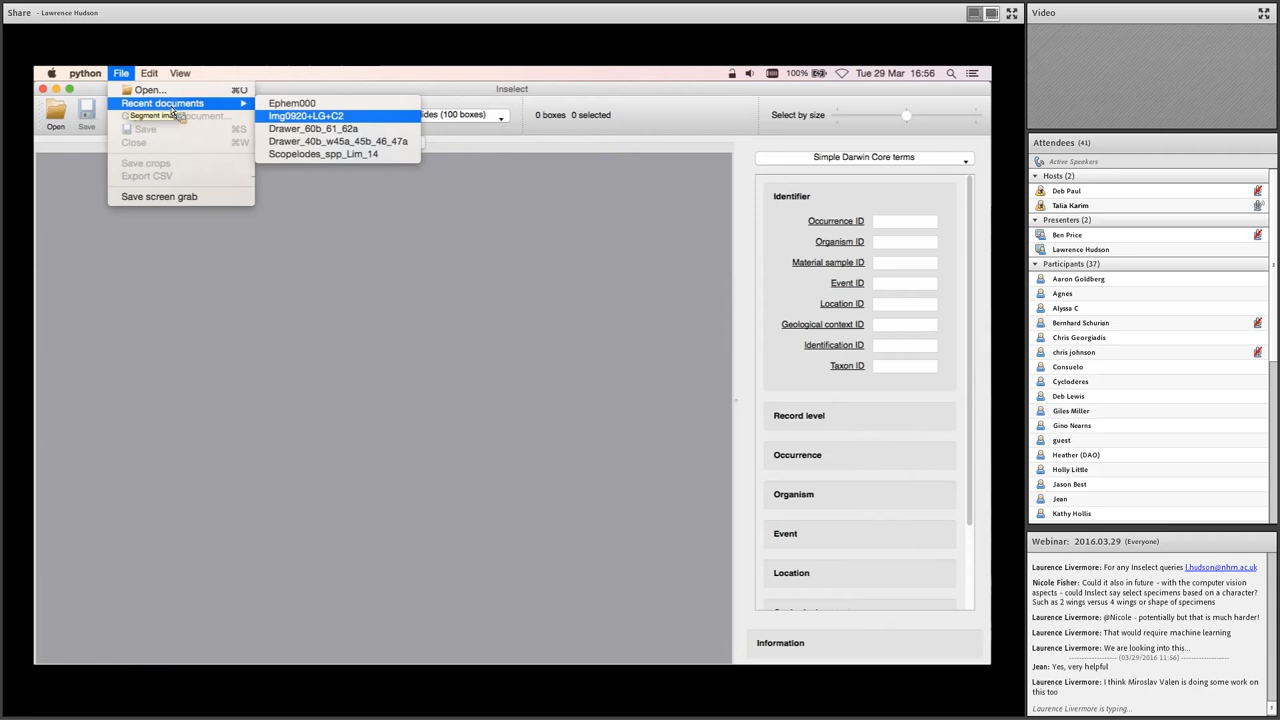 Share - Lawrence Hudson
Video
python File Edit View 100% Tue 29 Mar 16:56
Inselect
Open... ⌘O
Recent documents
Segment im
ocument...
Save ⌘S
Close ⌘W
Save crops
Export CSV
Save screen grab
Ephem000
Img0920+LG+C2
Drawer_60b_61_62a
Drawer_40b_w45a_45b_46_47a
Scopelodes_spp_Lim_14
Open
Save
ides (100 boxes)
0 boxes 0 selected
Select by size
Simple Darwin Core terms
Identifier
Occurrence ID
Organism ID
Material sample ID
Event ID
Location ID
Geological context ID
Identification ID
Taxon ID
Record level
Occurrence
Organism
Event
Location
Information
Attendees (41)
Active Speakers
Hosts (2)
Deb Paul
Talia Karim
Presenters (2)
Ben Price
Lawrence Hudson
Participants (37)
Aaron Goldberg
Agnes
Alyssa C
Bernhard Schurian
Chris Georgiadis
chris johnson
Consuelo
Cycloderes
Deb Lewis
Giles Miller
Gino Nearns
guest
Heather (DAO)
Holly Little
Jason Best
Jean
Kathy Hollis
Webinar: 2016.03.29 (Everyone)
Laurence Livermore: For any Inselect queries l.hudson@nhm.ac.uk
Nicole Fisher: Could it also in future - with the computer vision
aspects - could Inslect say select specimens based on a character?
Such as 2 wings versus 4 wings or shape of specimens
Laurence Livermore: @Nicole - potentially but that is much harder!
Laurence Livermore: That would require machine learning
Laurence Livermore: We are looking into this...
(03/29/2016 11:56)
Jean: Yes, very helpful
Laurence Livermore: I think Miroslav Valen is doing some work on
this too
Laurence Livermore is typing...